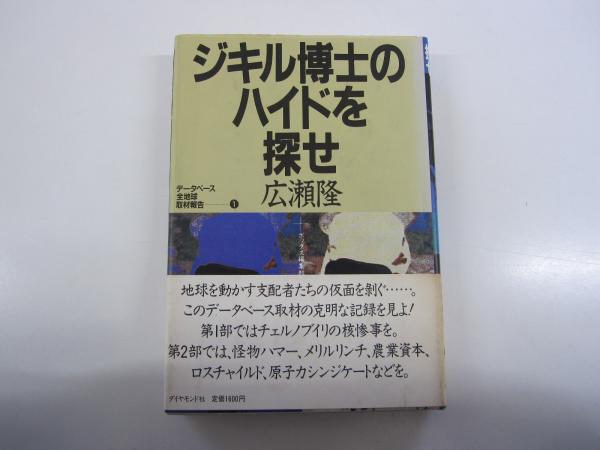 ジキル博士の
ハイドを
探せ
広瀬隆
データベース
全地球
取材報告——1
地球を動かす支配者たちの仮面を剝ぐ……。
このデータベース取材の克明な記録を見よ!
第1部ではチェルノブイリの核惨事を。
第2部では、怪物ハマー、メリルリンチ、農業資本、
ロスチャイルド、原子力シンジケートなどを。
ダイヤモンド社 定価1600円